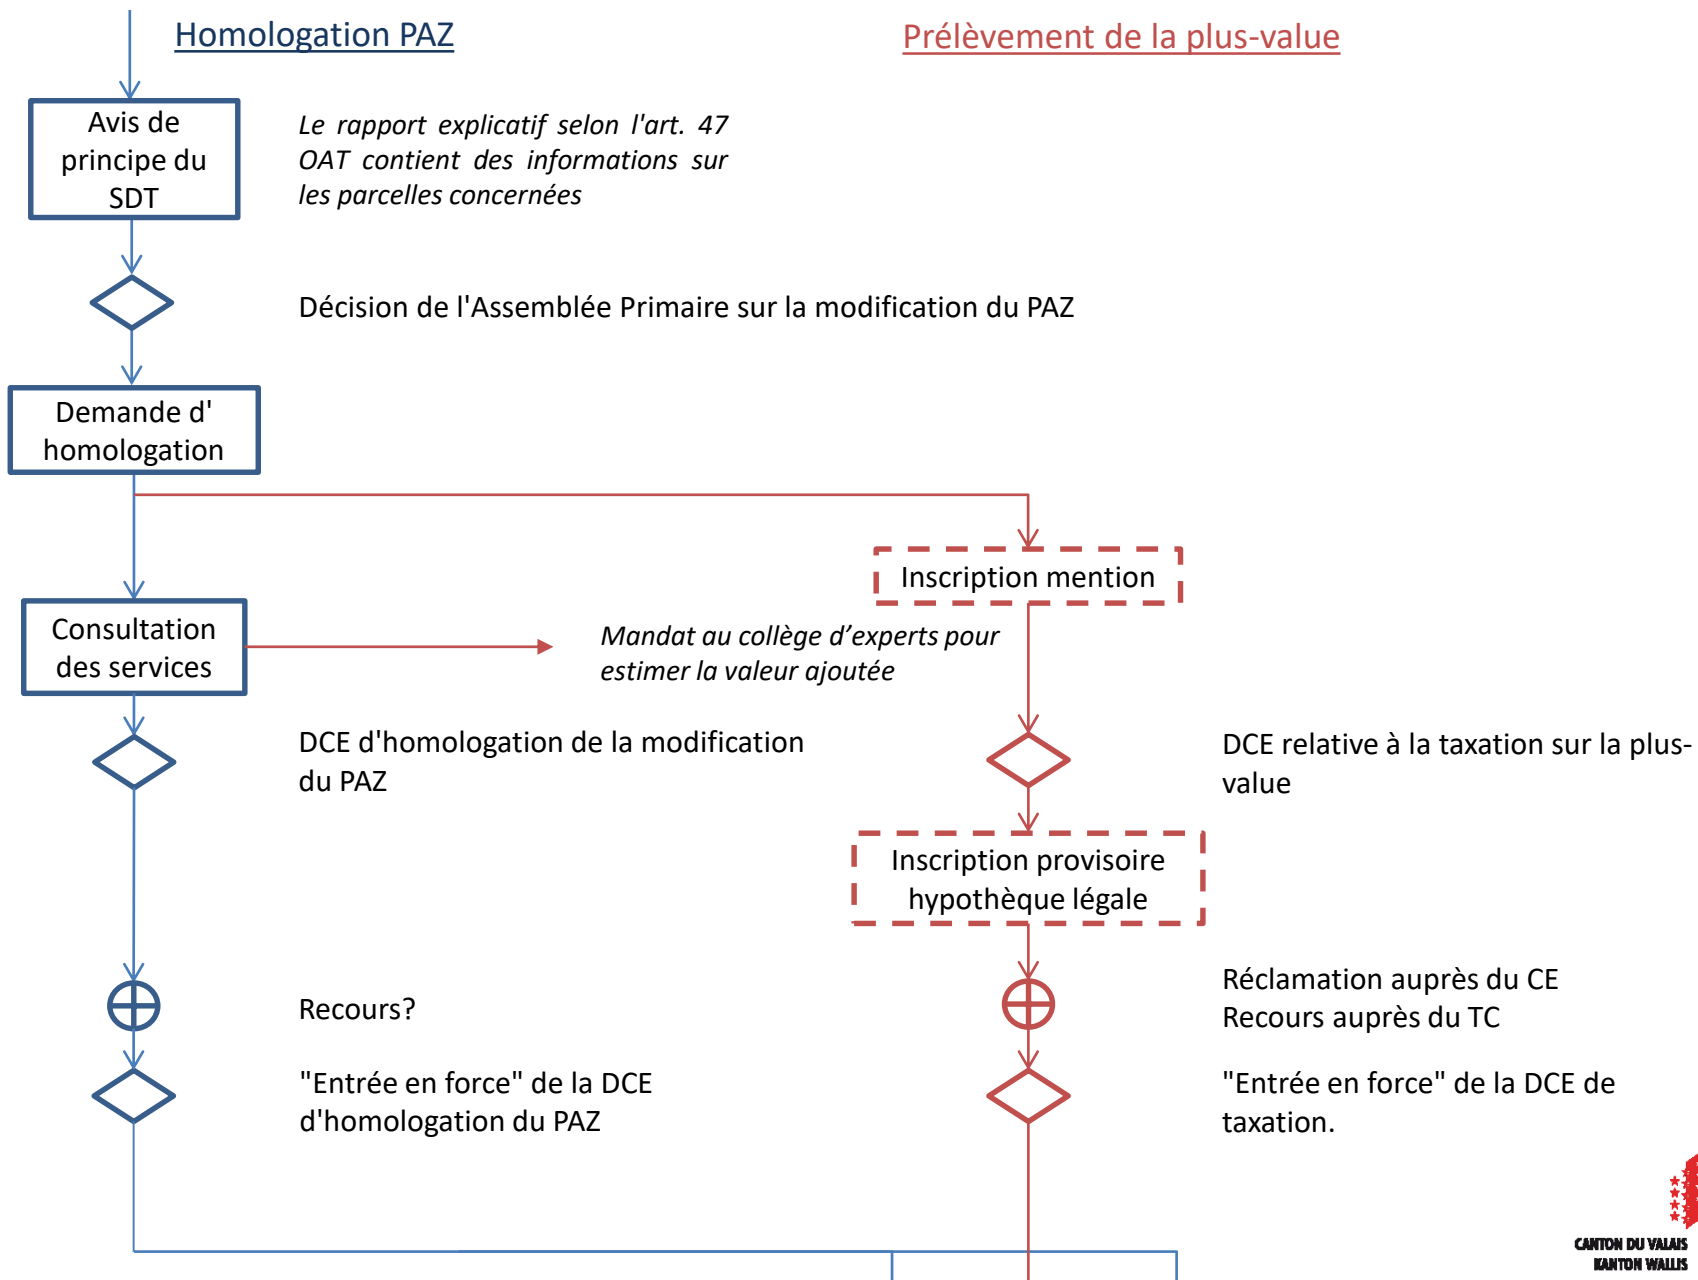 Homologation PAZ
Prélèvement de la plus-value
Avis de
principe du
SDT
Le rapport explicatif selon l'art. 47
OAT contient des informations sur
les parcelles concernées
Décision de l'Assemblée Primaire sur la modification du PAZ
Demande d'
homologation
Inscription mention
Consultation
des services
Mandat au collège d’experts pour
estimer la valeur ajoutée
DCE d'homologation de la modification
du PAZ
DCE relative à la taxation sur la plus-
value
Inscription provisoire
hypothèque légale
Recours?
Réclamation auprès du CE
Recours auprès du TC
"Entrée en force" de la DCE
d'homologation du PAZ
"Entrée en force" de la DCE de
taxation.
CANTON DU VALAIS
KANTON WALLIS